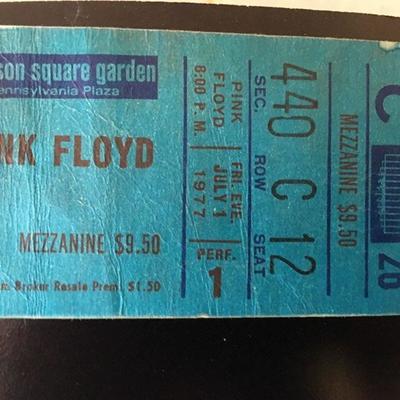 son square garden
ennsylvania Plaza
NK FLOYD
MEZZANINE $9.50
m Broker Resale Prem. $1.50
PINK
FLOYD
8:00 P.M.
FRI. EVE.
JULY 1
1977
PERF.
1
440 C 12
SEC. ROW SEAT
MEZZANINE $9.50
C